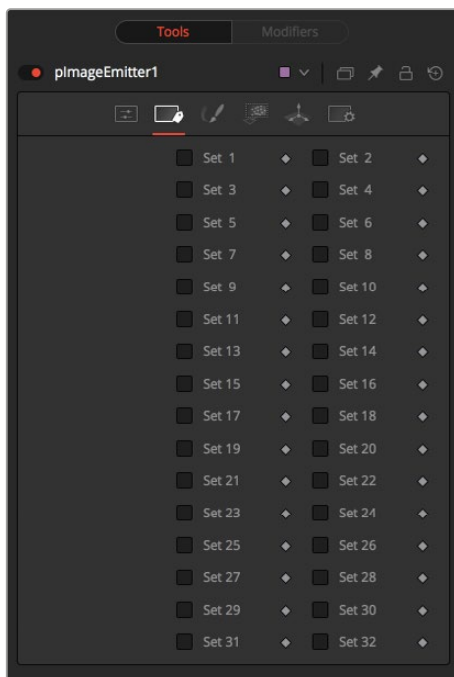 Tools Modifiers
pImageEmitter1
Set 1 Set 2
Set 3 Set 4
Set 5 Set 6
Set 7 Set 8
Set 9 Set 10
Set 11 Set 12
Set 13 Set 14
Set 15 Set 16
Set 17 Set 18
Set 19 Set 20
Set 21 Set 22
Set 23 Set 24
Set 25 Set 26
Set 27 Set 28
Set 29 Set 30
Set 31 Set 32